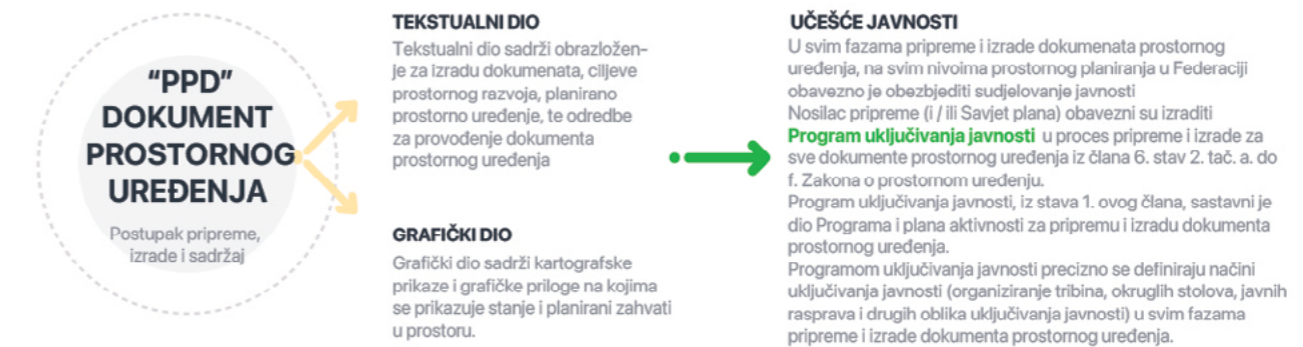 “PPD”
DOKUMENT
PROSTORNOG
UREĐENJA
Postupak pripreme,
izrade i sadržaj
TEKSTUALNI DIO
Tekstualni dio sadrži obrazložen-
je za izradu dokumenata, ciljeve
prostornog razvoja, planirano
prostorno uređenje, te odredbe
za provođenje dokumenta
prostornog uređenja
GRAFIČKI DIO
Grafički dio sadrži kartografske
prikaze i grafičke priloge na kojima
se prikazuje stanje i planirani zahvati
u prostoru.
UČEŠĆE JAVNOSTI
U svim fazama pripreme i izrade dokumenata prostornog
uređenja, na svim nivoima prostornog planiranja u Federaciji
obavezno je obezbjediti sudjelovanje javnosti
Nosilac pripreme (i / ili Savjet plana) obavezni su izraditi
Program uključivanja javnosti u proces pripreme i izrade za
sve dokumente prostornog uređenja iz člana 6. stav 2. tač. a. do
f. Zakona o prostornom uređenju.
Program uključivanja javnosti, iz stava 1. ovog člana, sastavni je
dio Programa i plana aktivnosti za pripremu i izradu dokumenta
prostornog uređenja.
Programom uključivanja javnosti precizno se definiraju načini
uključivanja javnosti (organiziranje tribina, okruglih stolova, javnih
rasprava i drugih oblika uključivanja javnosti) u svim fazama
pripreme i izrade dokumenta prostornog uređenja.